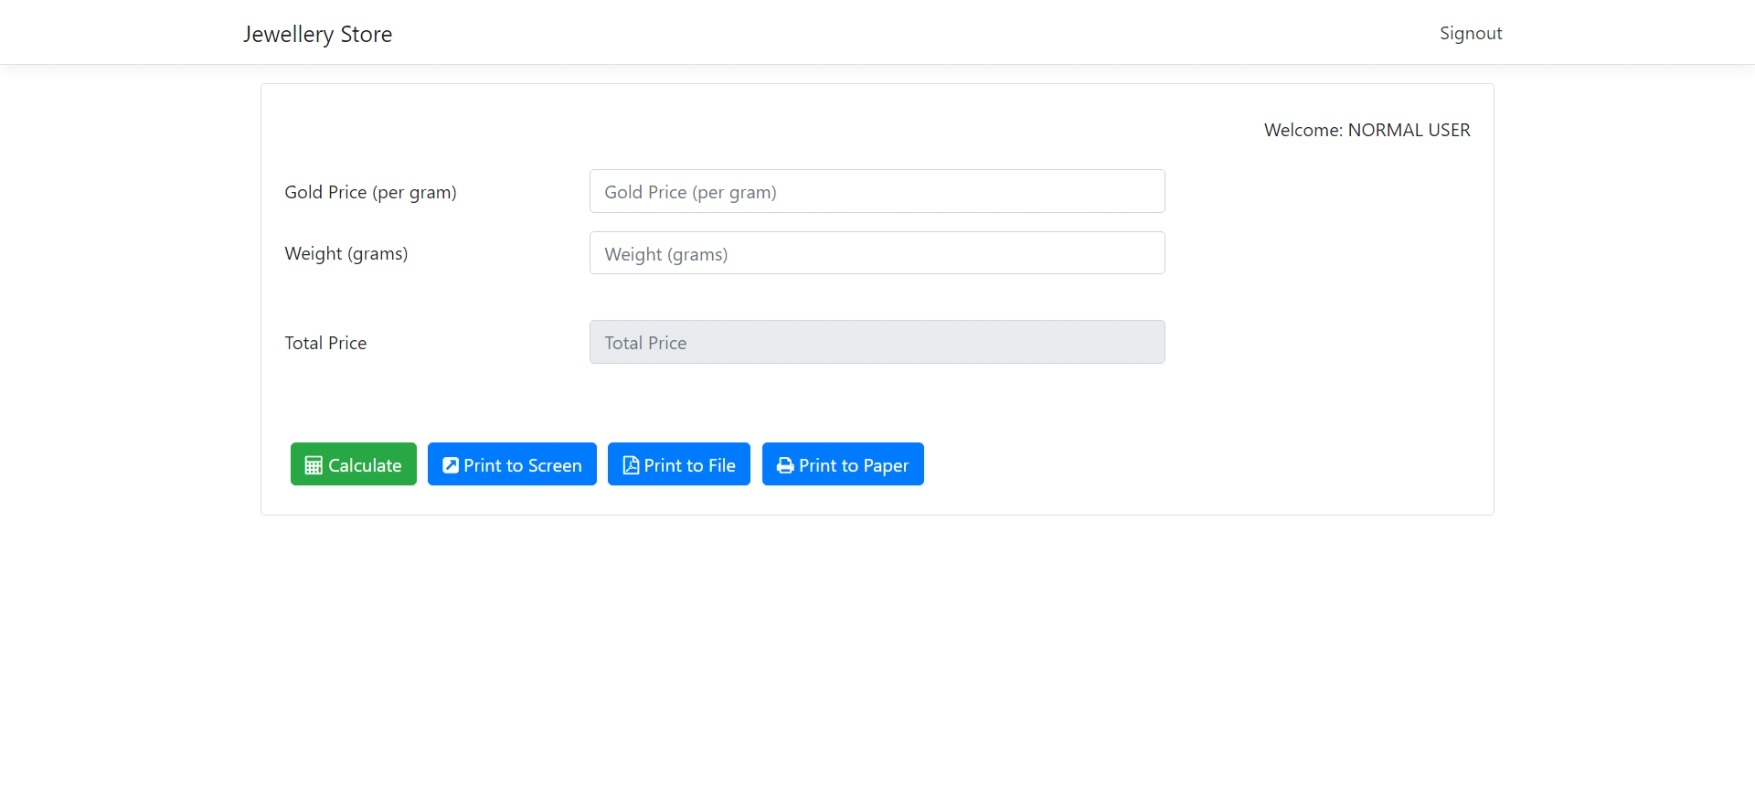 Jewellery Store Signout
Welcome: NORMAL USER
Gold Price (per gram) Gold Price (per gram)
Weight (grams) Weight (grams)
Total Price Total Price
Calculate Print to Screen Print to File Print to Paper